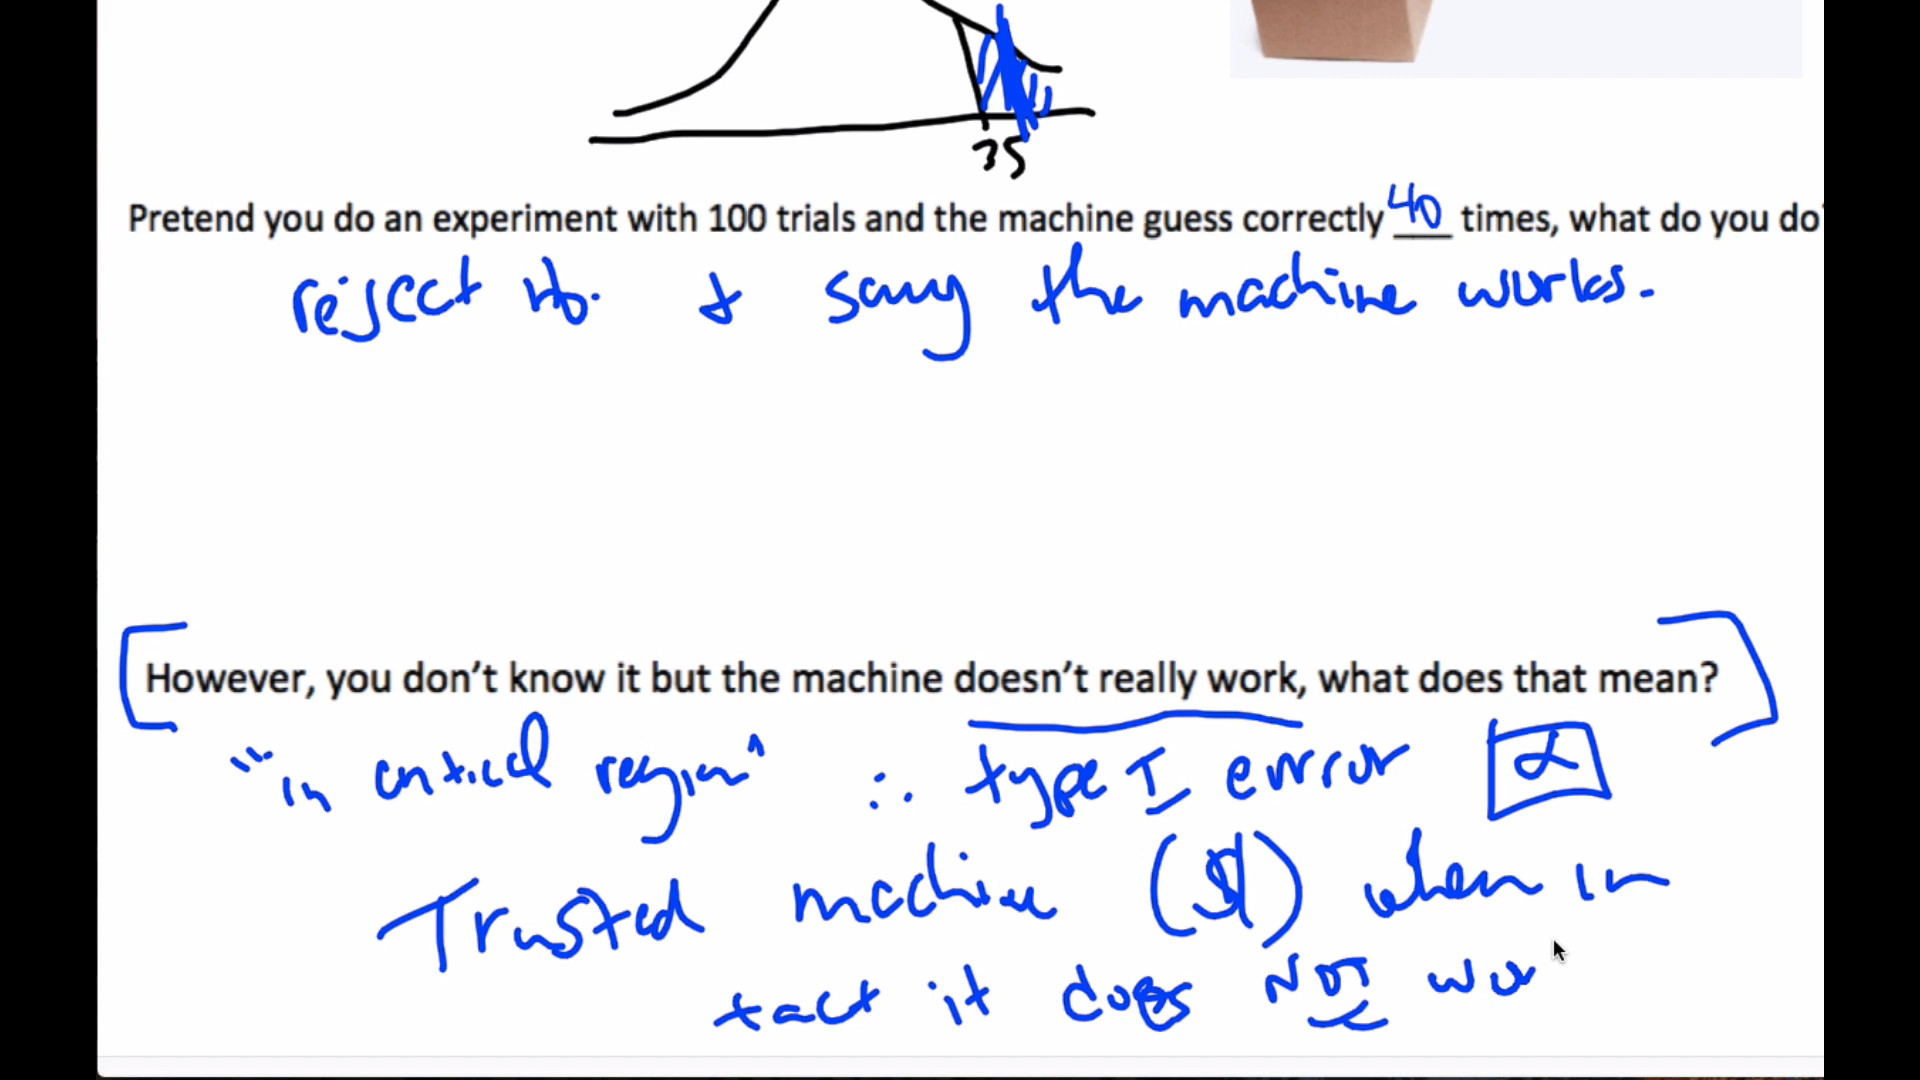 35
Pretend you do an experiment with 100 trials and the machine guess correctly 40 times, what do you do
reject Ho. & say the machine works.
However, you don't know it but the machine doesn't really work, what does that mean?
"in critical region" ∴ type I error α
Trusted machine ($) when in
fact it does NOT wor